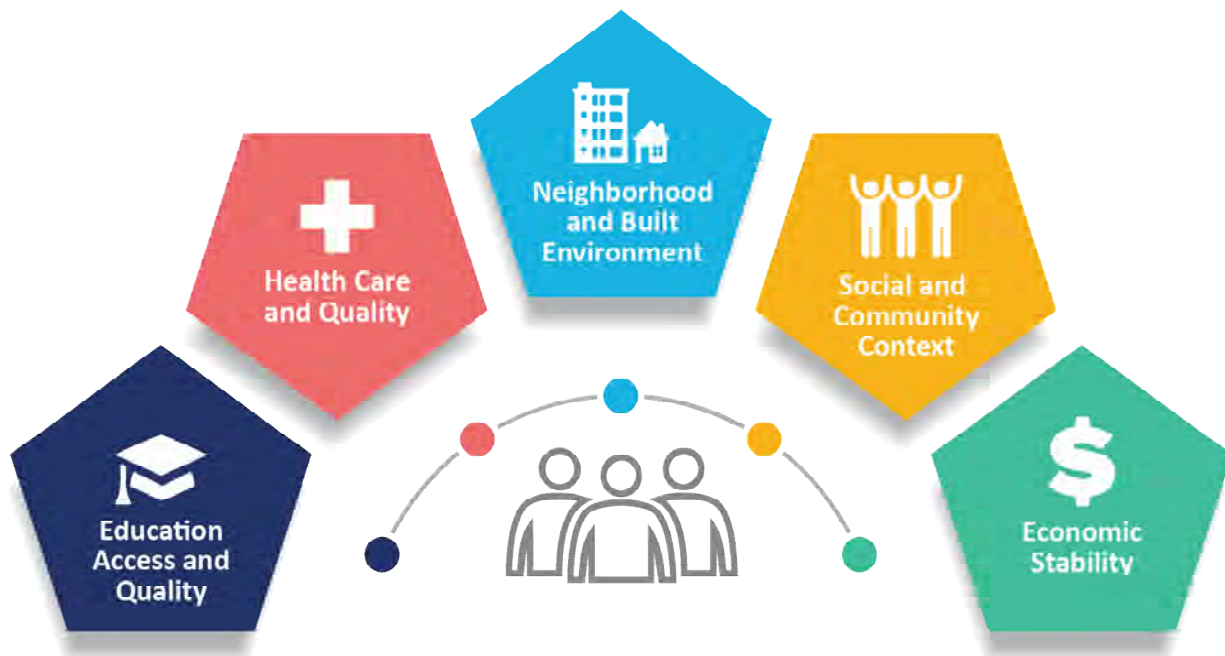 Education
Access and
Quality
Health Care
and Quality
Neighborhood
and Built
Environment
Social and
Community
Context
Economic
Stability